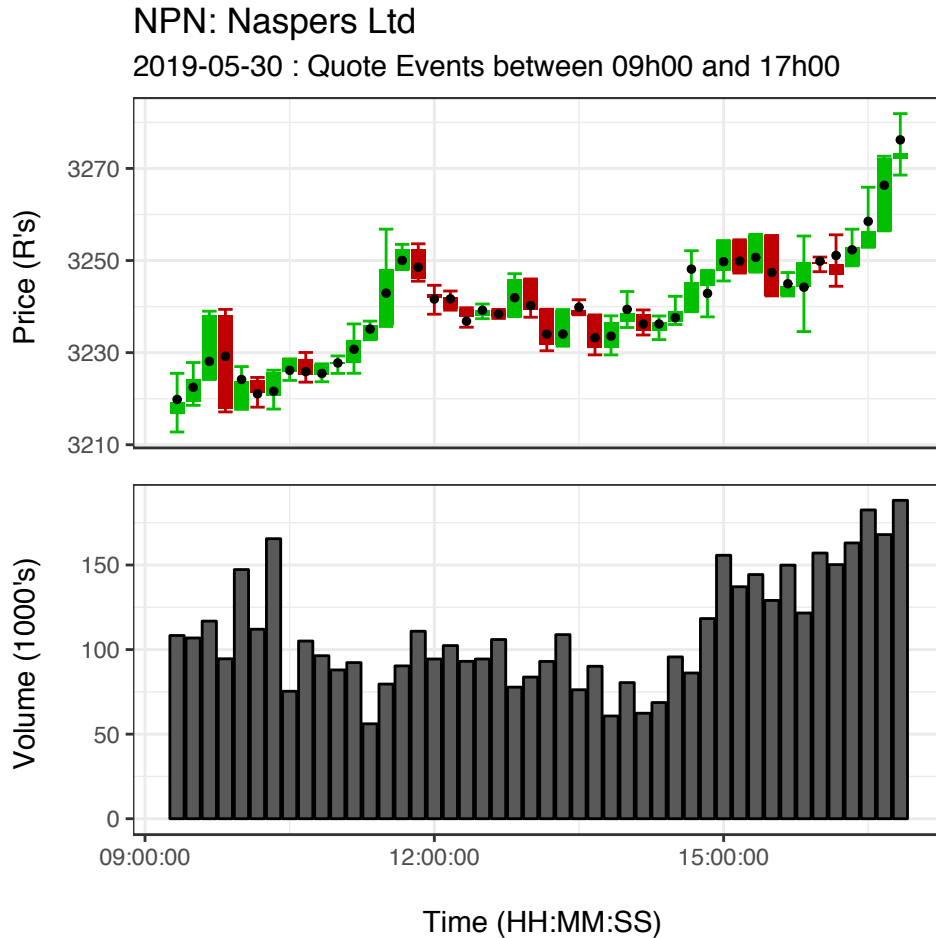 NPN: Naspers Ltd
2019-05-30 : Quote Events between 09h00 and 17h00
Price (R's)
3270
3250
3230
3210
Volume (1000's)
150
100
50
0
09:00:00 12:00:00 15:00:00
Time (HH:MM:SS)